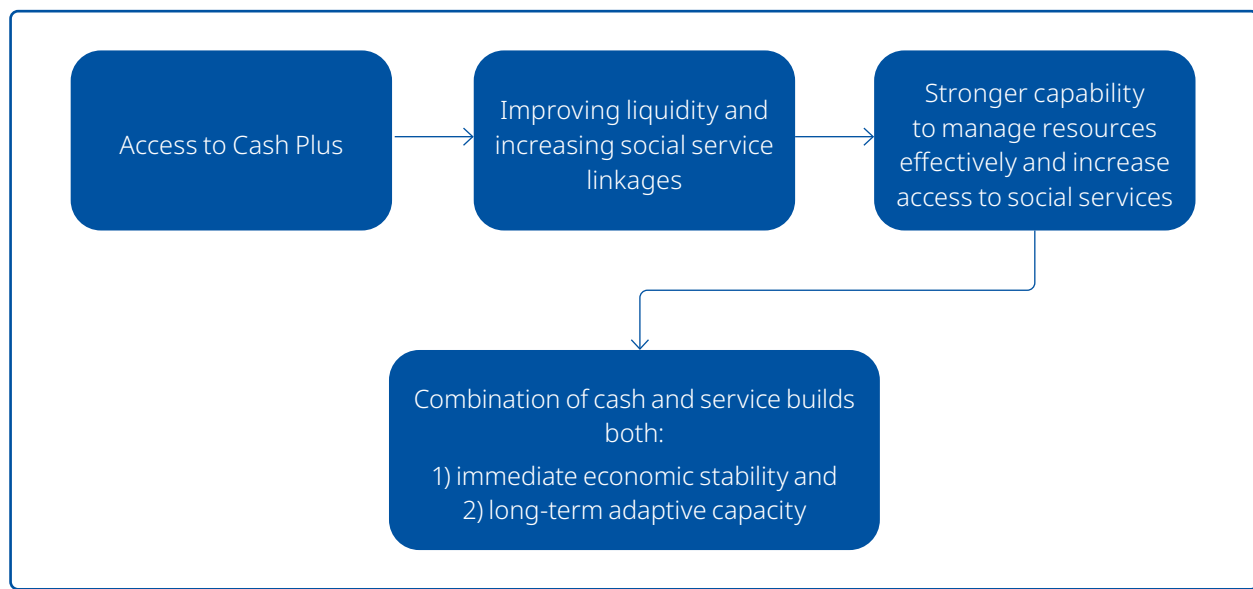 Access to Cash Plus
Improving liquidity and
increasing social service
linkages
Stronger capability
to manage resources
effectively and increase
access to social services
Combination of cash and service builds
both:
1) immediate economic stability and
2) long-term adaptive capacity